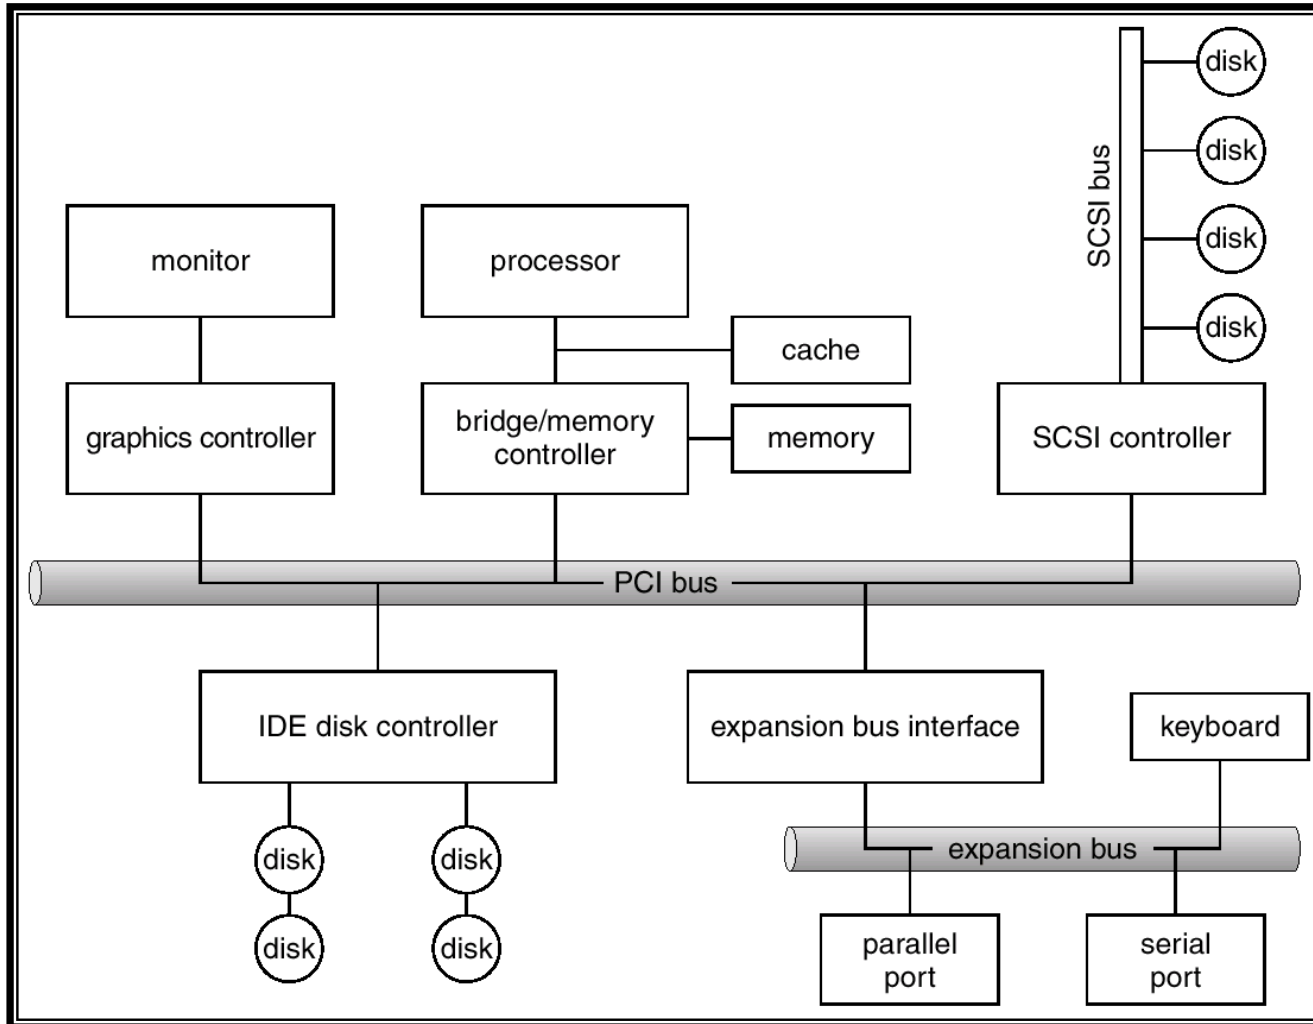 disk
disk
SCSI bus
disk
disk
monitor
processor
cache
graphics controller
bridge/memory
controller
memory
SCSI controller
PCI bus
IDE disk controller
expansion bus interface
keyboard
disk
disk
expansion bus
disk
disk
parallel
port
serial
port